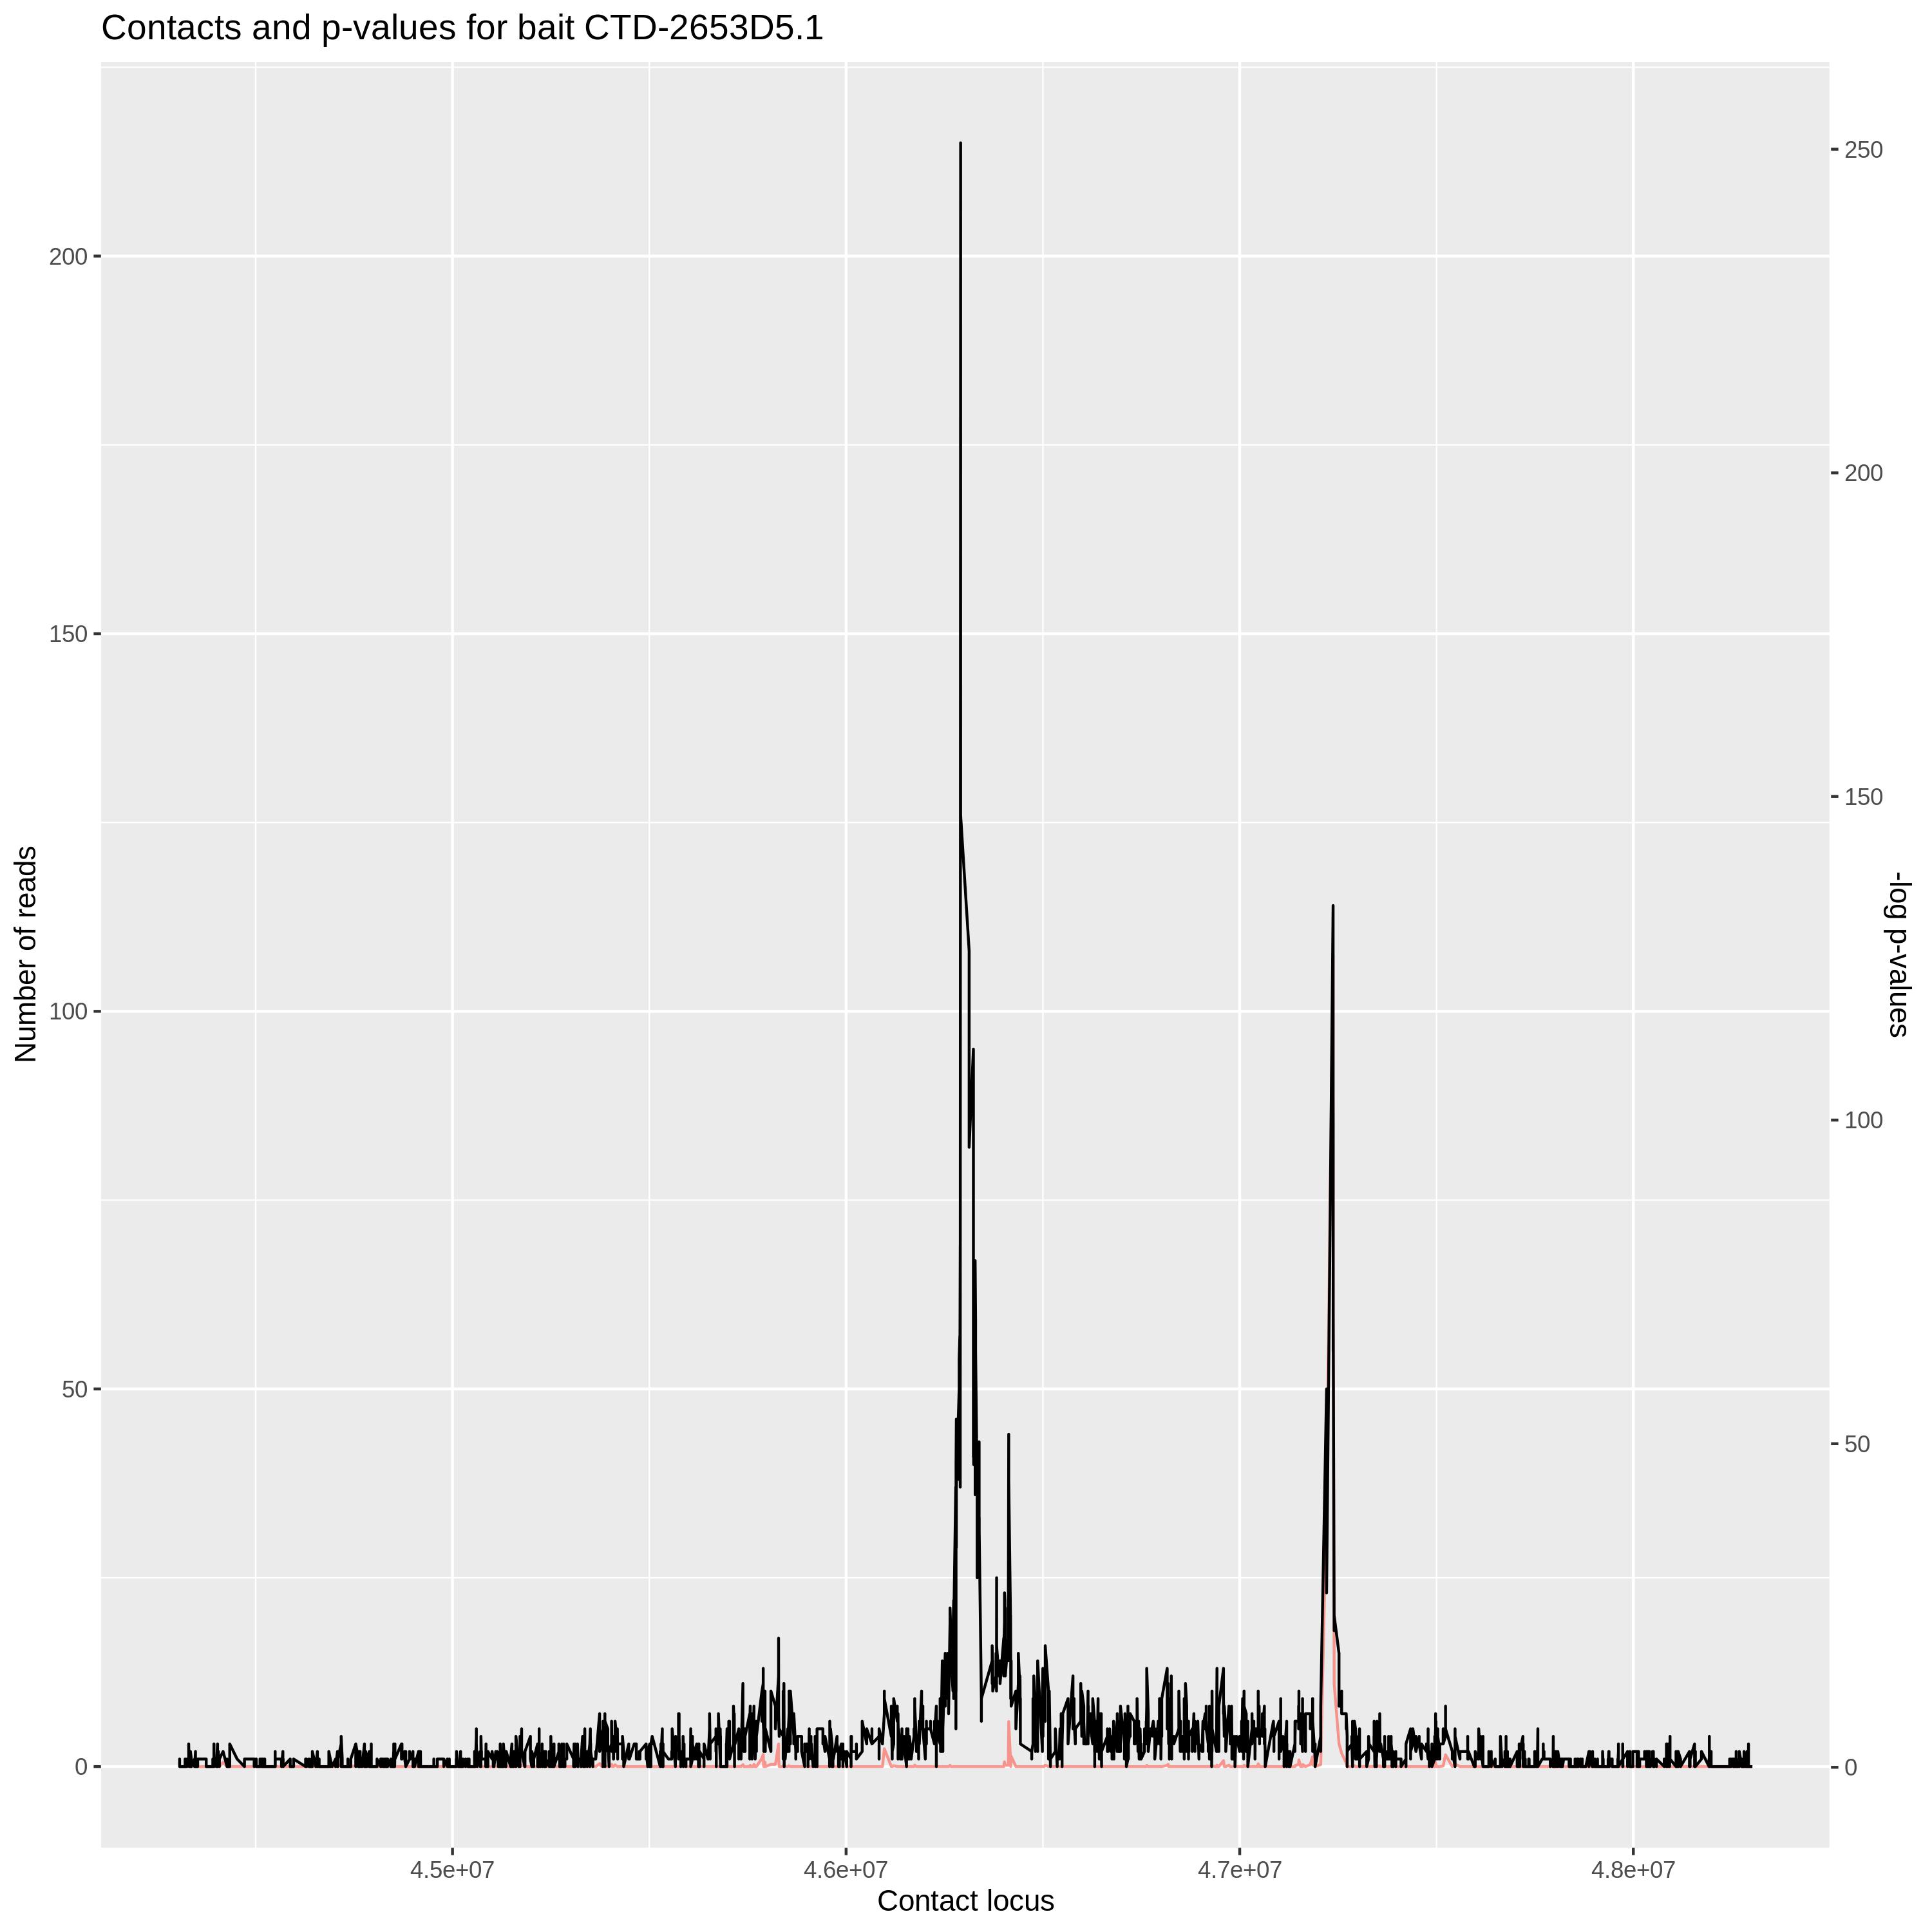 Contacts and p-values for bait CTD-2653D5.1
200
150
100
50
0
250
200
150
100
50
0
Number of reads
-log p-values
4.5e+07
4.6e+07
4.7e+07
4.8e+07
Contact locus